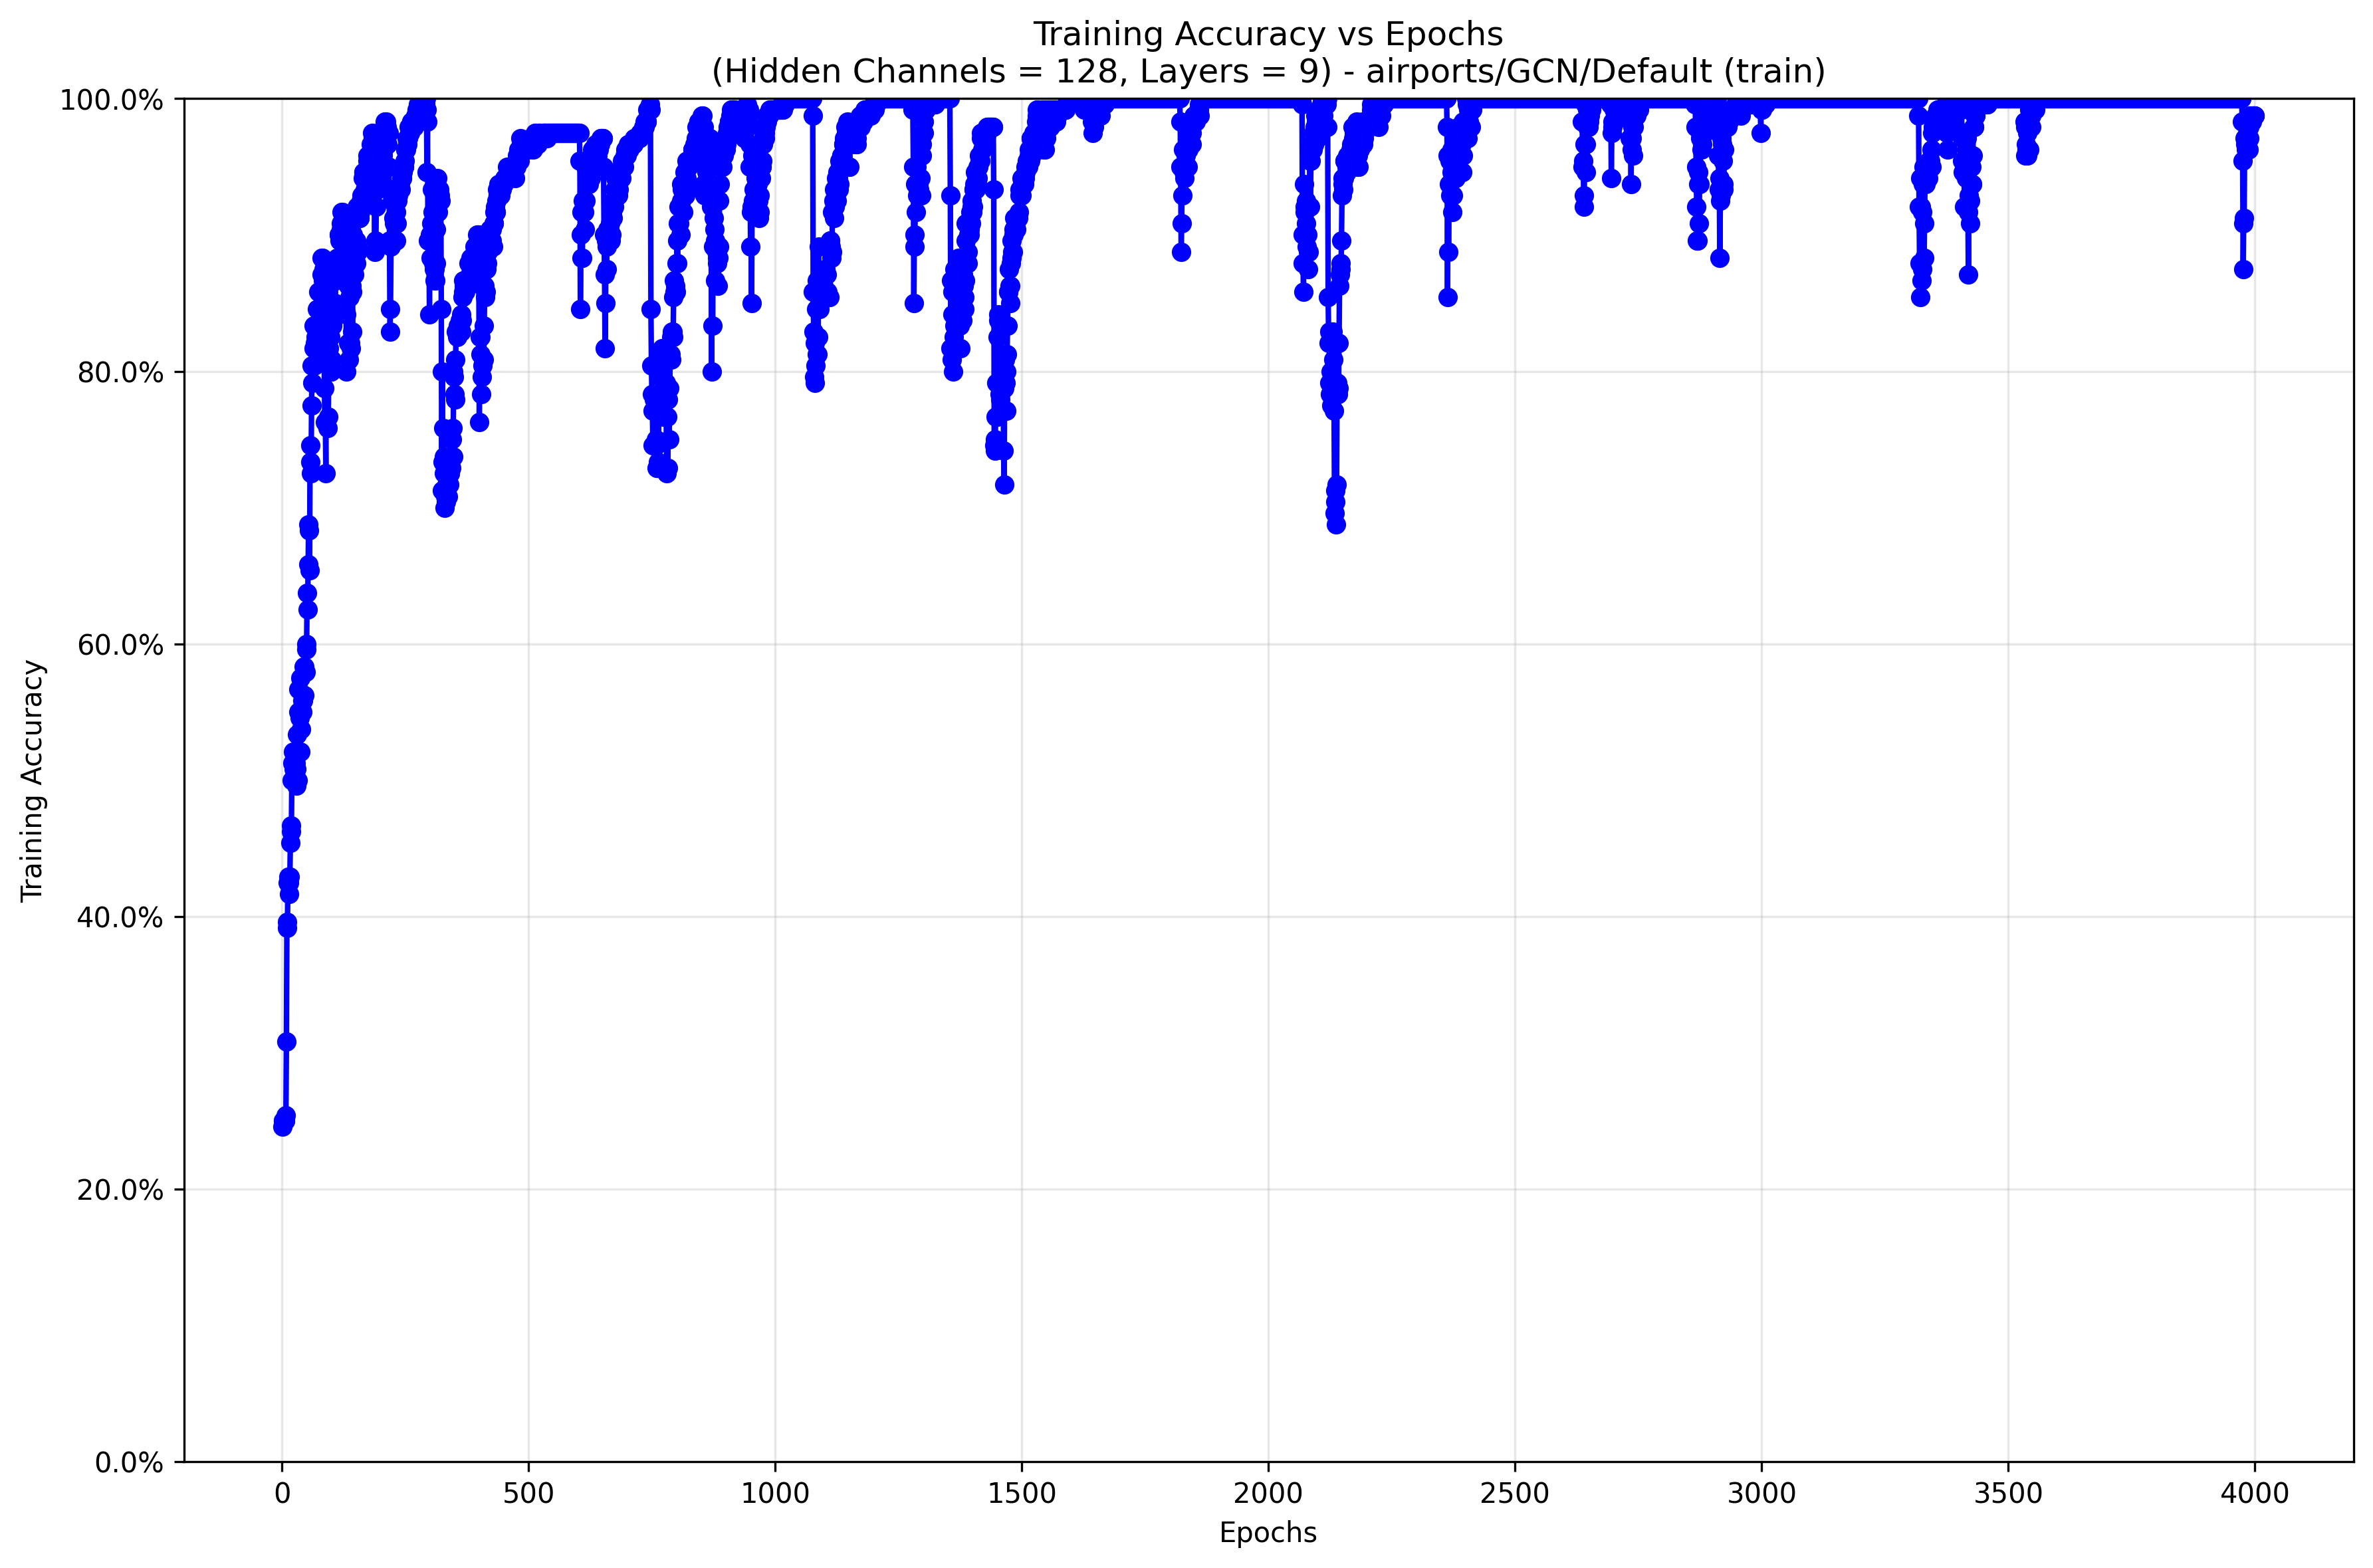 Training Accuracy vs Epochs
(Hidden Channels = 128, Layers = 9) - airports/GCN/Default (train)
100.0%
80.0%
60.0%
40.0%
20.0%
0.0%
Training Accuracy
0 500 1000 1500 2000 2500 3000 3500 4000
Epochs